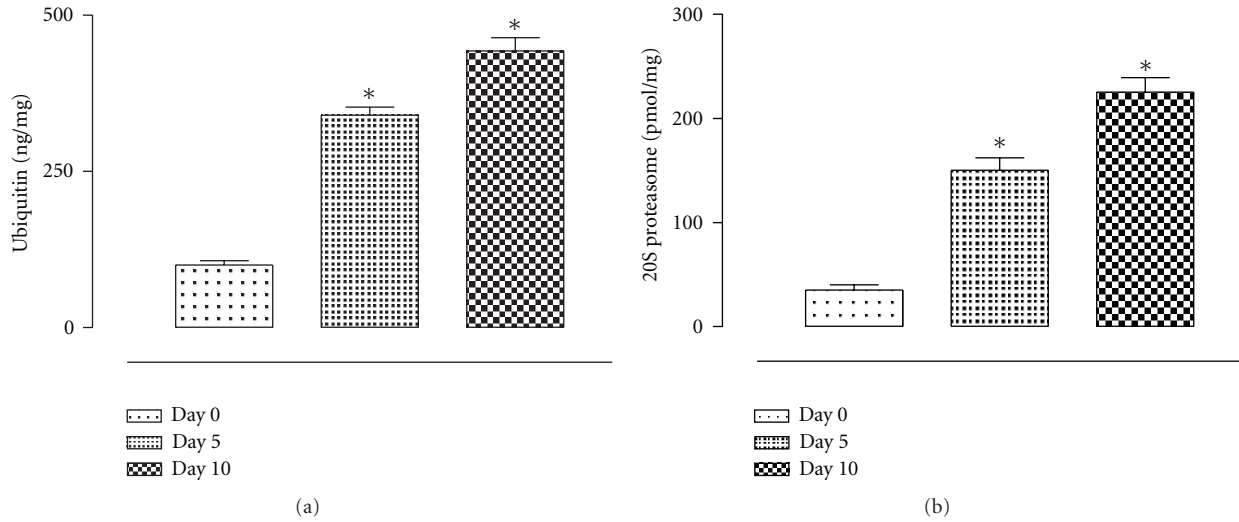 500
250
0
Ubiquitin (ng/mg)
*
*
Day 0
Day 5
Day 10
(a)
300
200
100
0
20S proteasome (pmol/mg)
*
*
Day 0
Day 5
Day 10
(b)